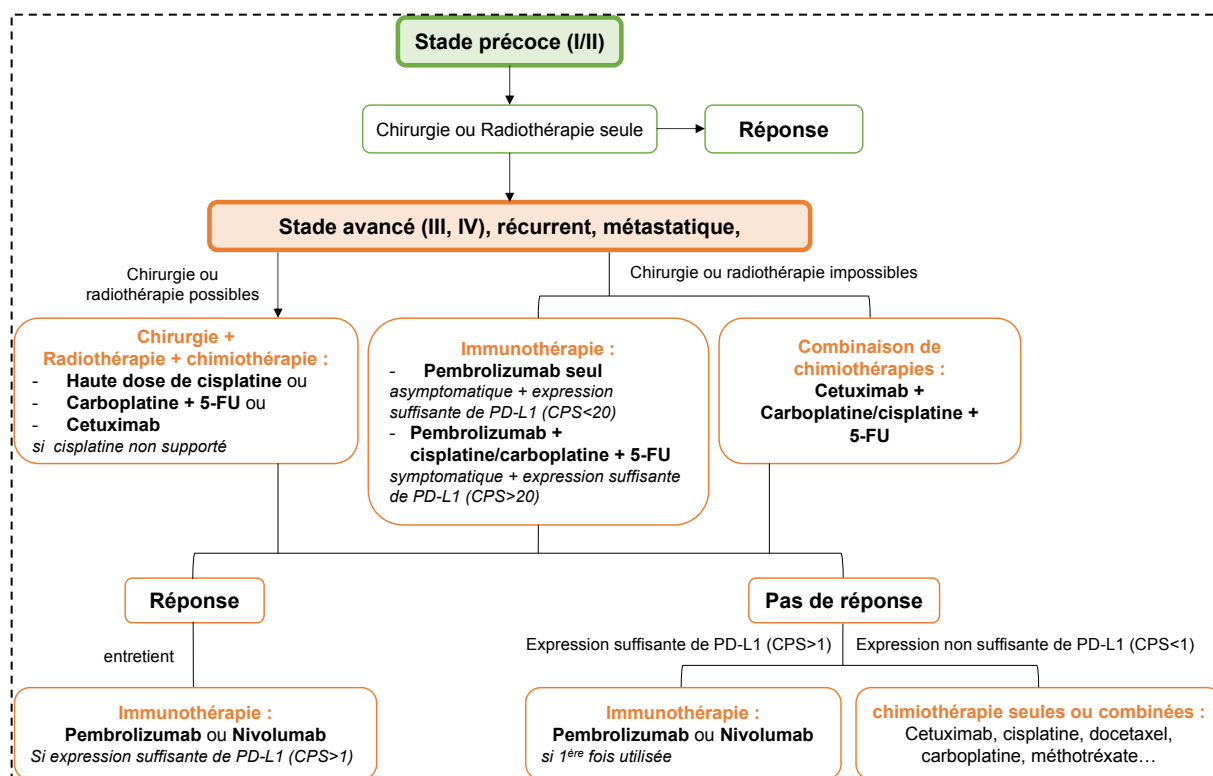 Stade précoce (I/II)
Chirurgie ou Radiothérapie seule
Réponse
Stade avancé (III, IV), récurrent, métastatique,
Chirurgie ou
radiothérapie possibles
Chirurgie ou radiothérapie impossibles
Chirurgie +
Radiothérapie + chimiothérapie :
- Haute dose de cisplatine ou
- Carboplatine + 5-FU ou
- Cetuximab
si cisplatine non supporté
Immunothérapie :
- Pembrolizumab seul
asymptomatique + expression
suffisante de PD-L1 (CPS<20)
- Pembrolizumab +
cisplatine/carboplatine + 5-FU
symptomatique + expression suffisante
de PD-L1 (CPS>20)
Combinaison de
chimiothérapies :
Cetuximab +
Carboplatine/cisplatine +
5-FU
Réponse
Pas de réponse
entretient
Expression suffisante de PD-L1 (CPS>1)
Expression non suffisante de PD-L1 (CPS<1)
Immunothérapie :
Pembrolizumab ou Nivolumab
Si expression suffisante de PD-L1 (CPS>1)
Immunothérapie :
Pembrolizumab ou Nivolumab
si 1ère fois utilisée
chimiothérapie seules ou combinées :
Cetuximab, cisplatine, docetaxel,
carboplatine, méthotréxate…